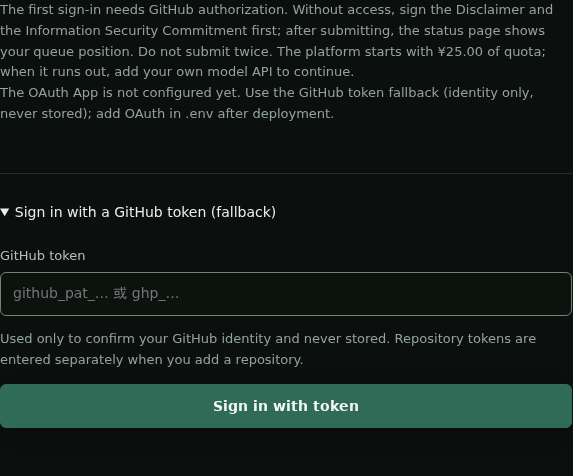 The first sign-in needs GitHub authorization. Without access, sign the Disclaimer and
the Information Security Commitment first; after submitting, the status page shows
your queue position. Do not submit twice. The platform starts with ¥25.00 of quota;
when it runs out, add your own model API to continue.
The OAuth App is not configured yet. Use the GitHub token fallback (identity only,
never stored); add OAuth in .env after deployment.
▼ Sign in with a GitHub token (fallback)
GitHub token
github_pat_... 或 ghp_...
Used only to confirm your GitHub identity and never stored. Repository tokens are
entered separately when you add a repository.
Sign in with token